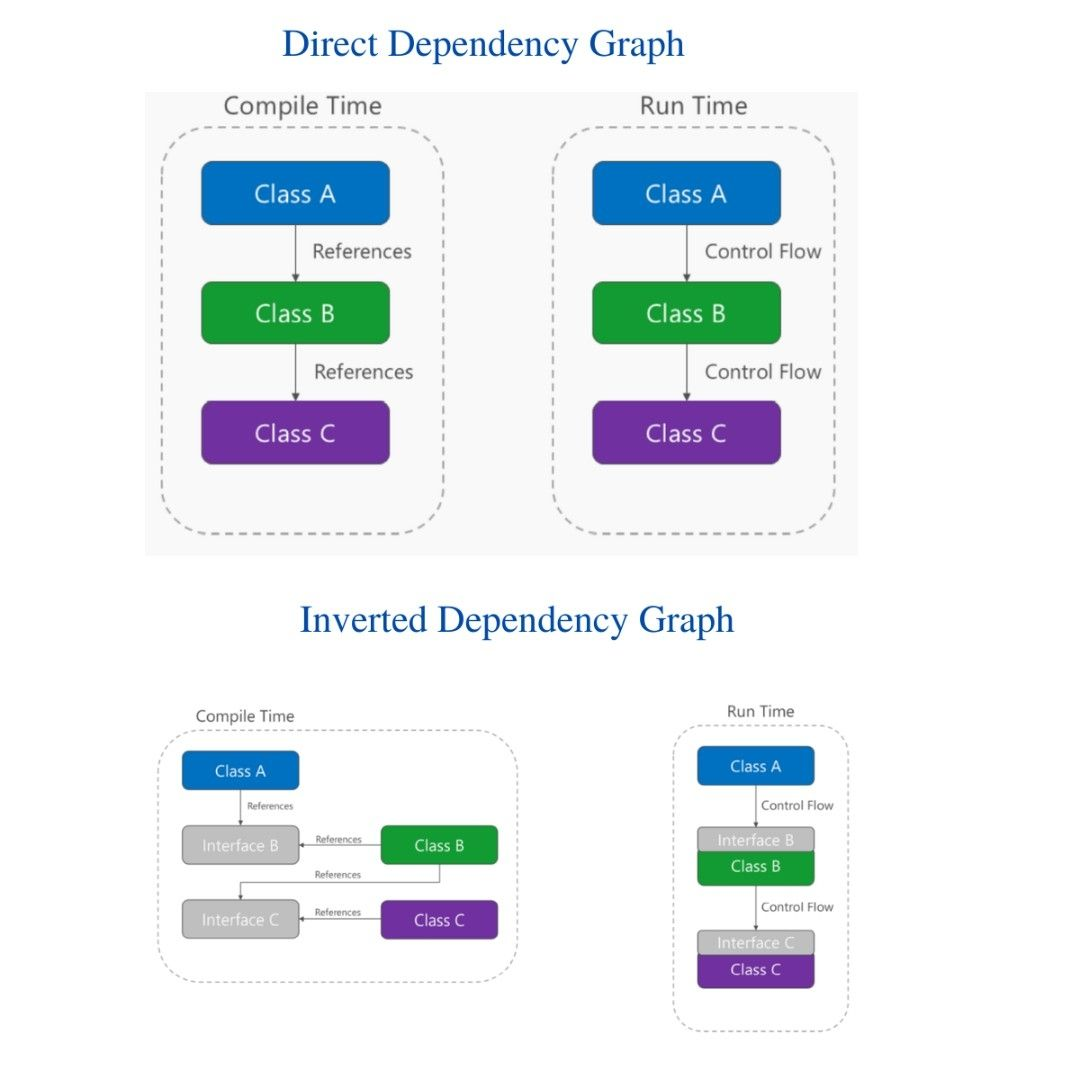 Direct Dependency Graph
Compile Time
Class A
References
Class B
References
Class C
Run Time
Class A
Control Flow
Class B
Control Flow
Class C
Inverted Dependency Graph
Compile Time
Class A
References
Interface B
References
Class B
References
Interface C
References
Class C
Run Time
Class A
Control Flow
Interface B
Class B
Control Flow
Interface C
Class C